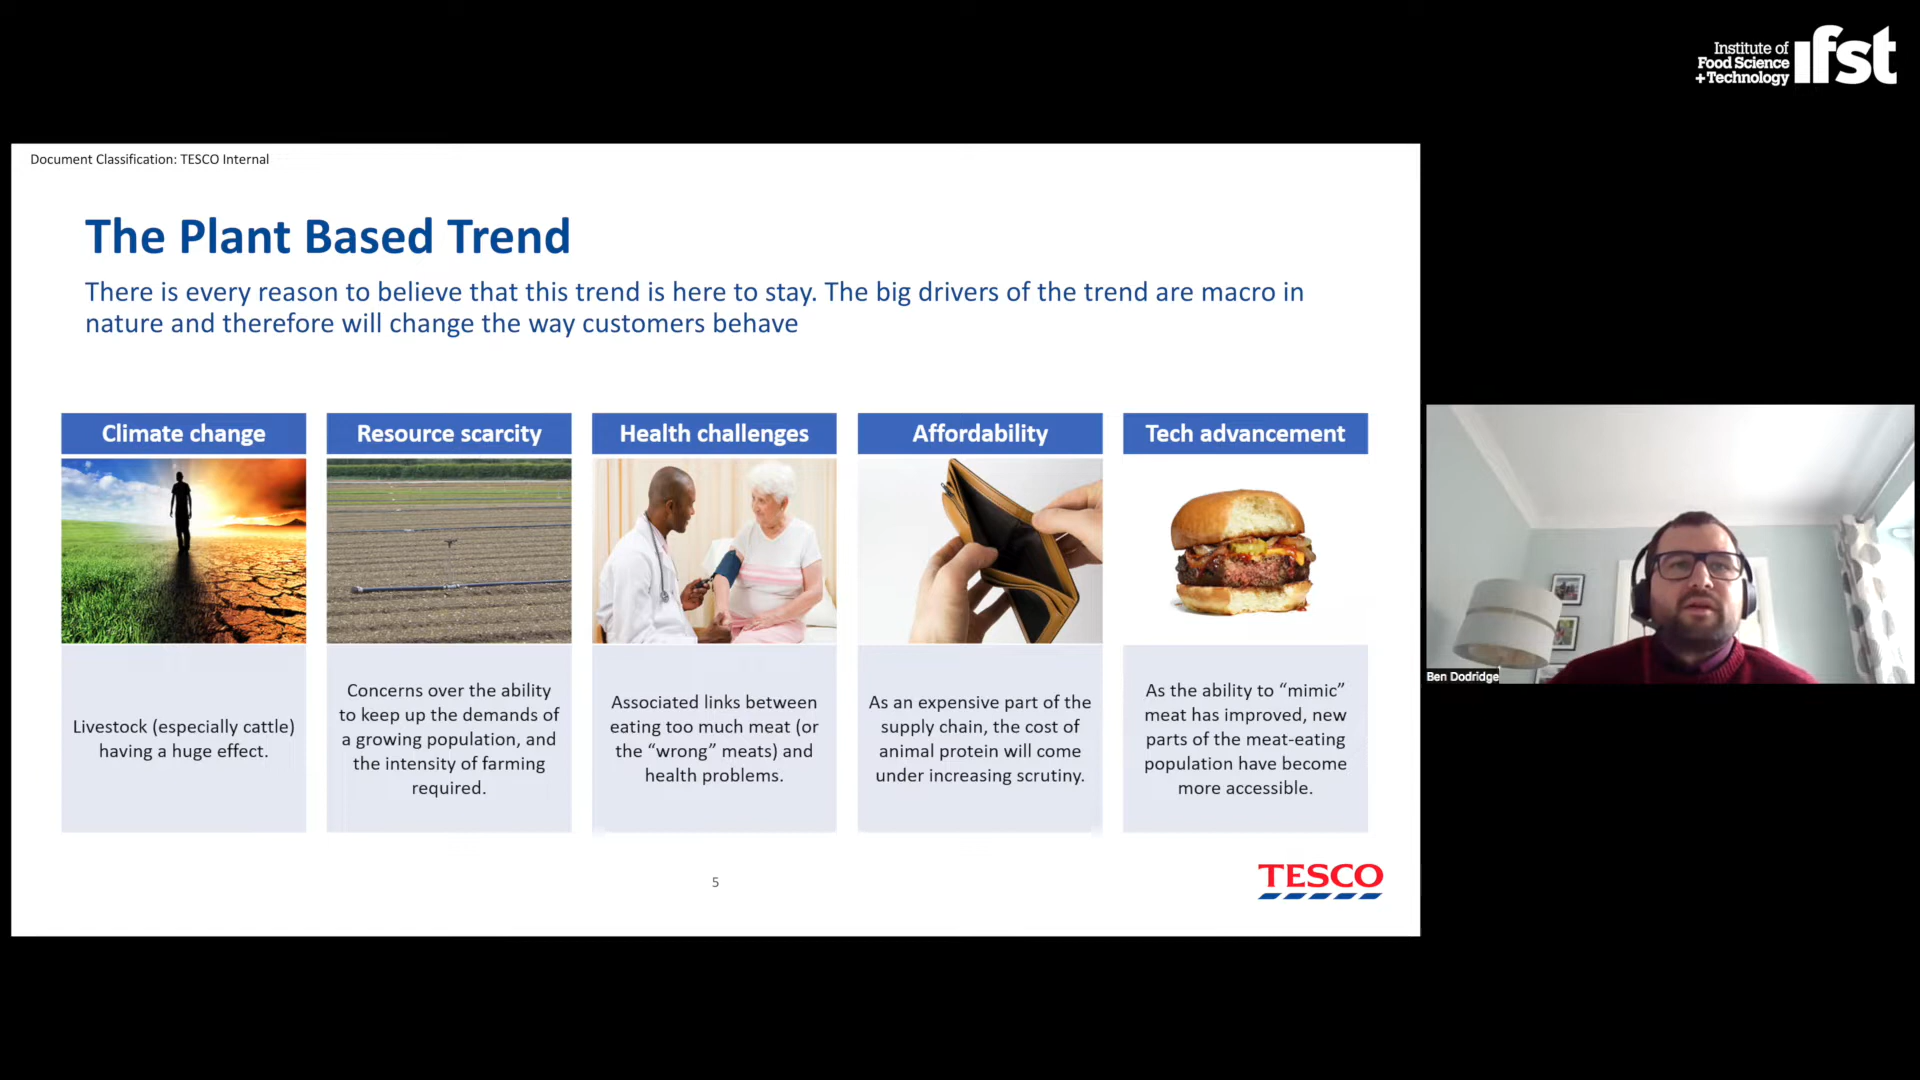 Institute of
Food Science
+Technology
ifst
Document Classification: TESCO Internal
The Plant Based Trend
There is every reason to believe that this trend is here to stay. The big drivers of the trend are macro in
nature and therefore will change the way customers behave
Climate change
Livestock (especially cattle)
having a huge effect.
Resource scarcity
Concerns over the ability
to keep up the demands of
a growing population, and
the intensity of farming
required.
Health challenges
Associated links between
eating too much meat (or
the “wrong” meats) and
health problems.
Affordability
As an expensive part of the
supply chain, the cost of
animal protein will come
under increasing scrutiny.
Tech advancement
As the ability to “mimic”
meat has improved, new
parts of the meat-eating
population have become
more accessible.
5
TESCO
Ben Dodridge